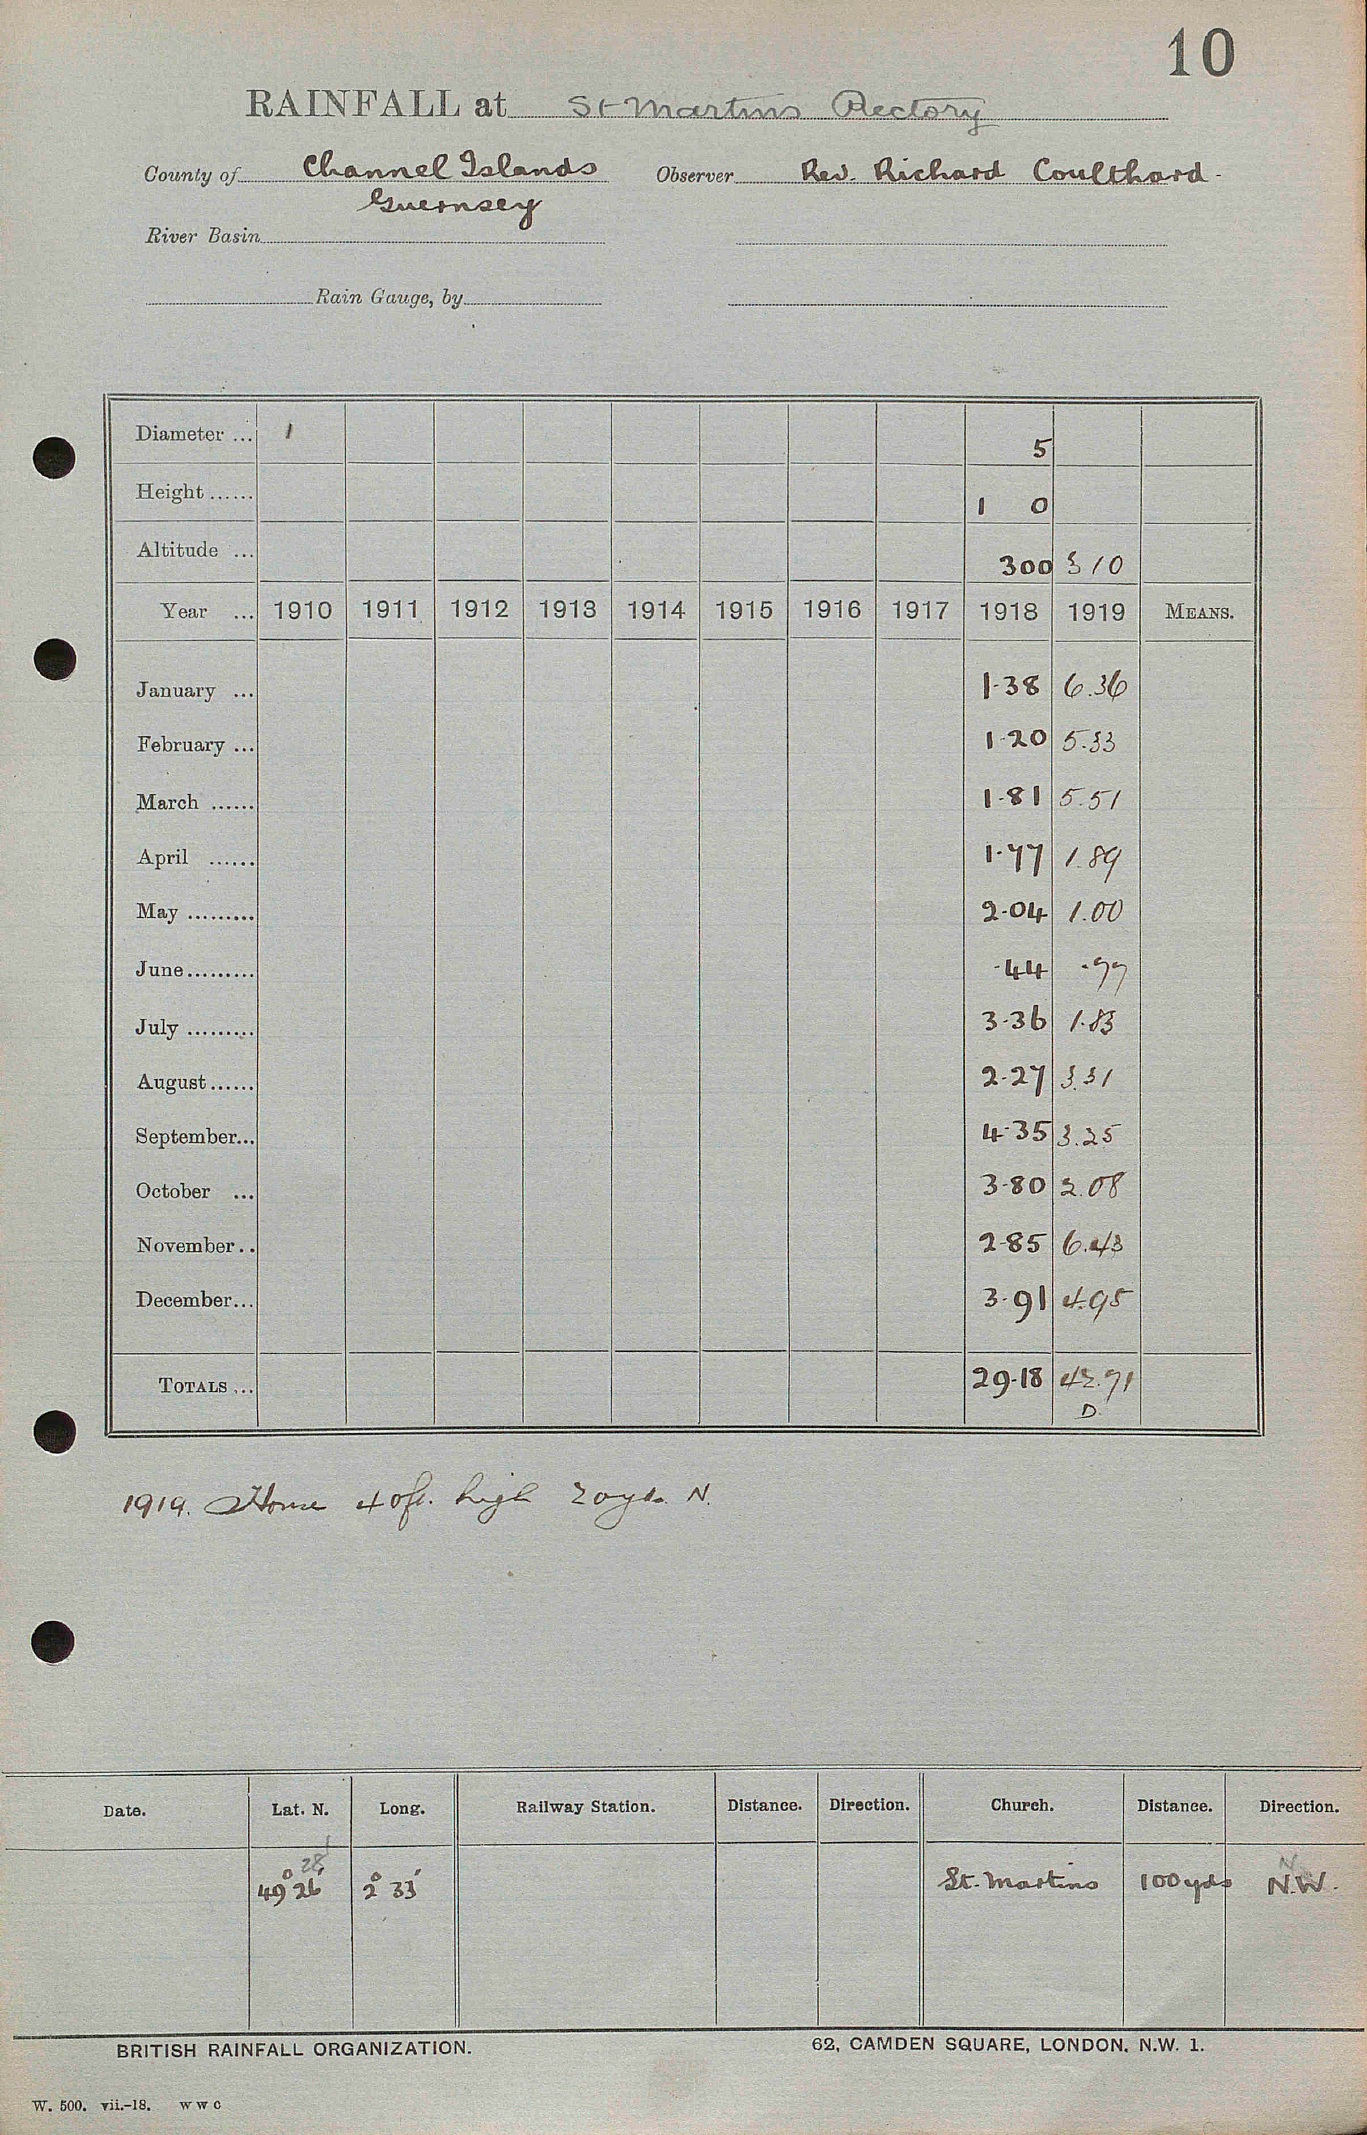 10
RAINFALL at St Martins Rectory
County of Channel Islands Observer Rev. Richard Coulthard.
Guernsey
River Basin
Rain Gauge, by
Diameter ... 1 5
Height ...... 1 0
Altitude ... 300 310
Year ... 1910 1911 1912 1913 1914 1915 1916 1917 1918 1919 MEANS.
January ... 1.38 6.36
February ... 1.20 5.33
March ...... 1.81 5.51
April ...... 1.77 1.89
May ......... 2.04 1.00
June ......... .44 .77
July ......... 3.36 1.83
August ...... 2.27 3.31
September ... 4.35 3.25
October ... 3.80 2.08
November .. 2.85 6.43
December ... 3.91 4.95
TOTALS ... 29.18 42.71
D.
1919. House 40ft. high 20yds. N.
Date. Lat. N. Long. Railway Station. Distance. Direction. Church. Distance. Direction.
28' N
49° 26' 2° 33' St. Martins 100 yds N.W.
BRITISH RAINFALL ORGANIZATION. 62, CAMDEN SQUARE, LONDON, N.W. 1.
W. 500. vii.-18. W W C